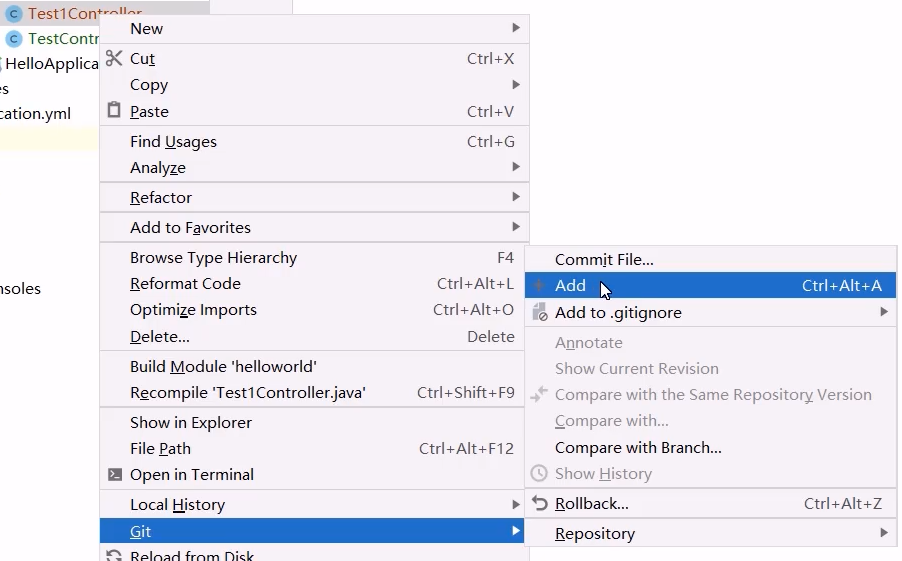 Test1Controller
TestContr
HelloApplica
es
cation.yml
nsoles
New
Cut Ctrl+X
Copy
Paste Ctrl+V
Find Usages Ctrl+G
Analyze
Refactor
Add to Favorites
Browse Type Hierarchy F4
Reformat Code Ctrl+Alt+L
Optimize Imports Ctrl+Alt+O
Delete... Delete
Build Module 'helloworld'
Recompile 'Test1Controller.java' Ctrl+Shift+F9
Show in Explorer
File Path Ctrl+Alt+F12
Open in Terminal
Local History
Git
Reload from Disk
Commit File...
Add Ctrl+Alt+A
Add to .gitignore
Annotate
Show Current Revision
Compare with the Same Repository Version
Compare with...
Compare with Branch...
Show History
Rollback... Ctrl+Alt+Z
Repository